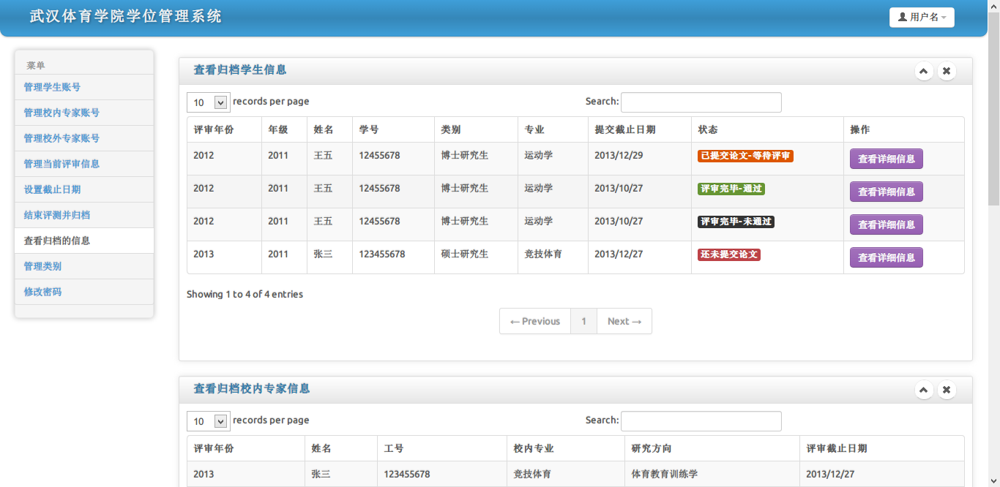 武汉体育学院学位管理系统
用户名
菜单
管理学生账号
管理校内专家账号
管理校外专家账号
管理当前评审信息
设置截止日期
结束评测并归档
查看归档的信息
管理类别
修改密码
查看归档学生信息
10 records per page Search:
评审年份 年级 姓名 学号 类别 专业 提交截止日期 状态 操作
2012 2011 王五 12455678 博士研究生 运动学 2013/12/29 已提交论文-等待评审 查看详细信息
2012 2011 王五 12455678 博士研究生 运动学 2013/10/27 评审完毕-通过 查看详细信息
2012 2011 王五 12455678 博士研究生 运动学 2013/10/27 评审完毕-未通过 查看详细信息
2013 2011 张三 123455678 硕士研究生 竞技体育 2013/12/27 还未提交论文 查看详细信息
Showing 1 to 4 of 4 entries
← Previous 1 Next →
查看归档校内专家信息
10 records per page Search:
评审年份 姓名 工号 校内专业 研究方向 评审截止日期
2013 张三 123455678 竞技体育 体育教育训练学 2013/12/27